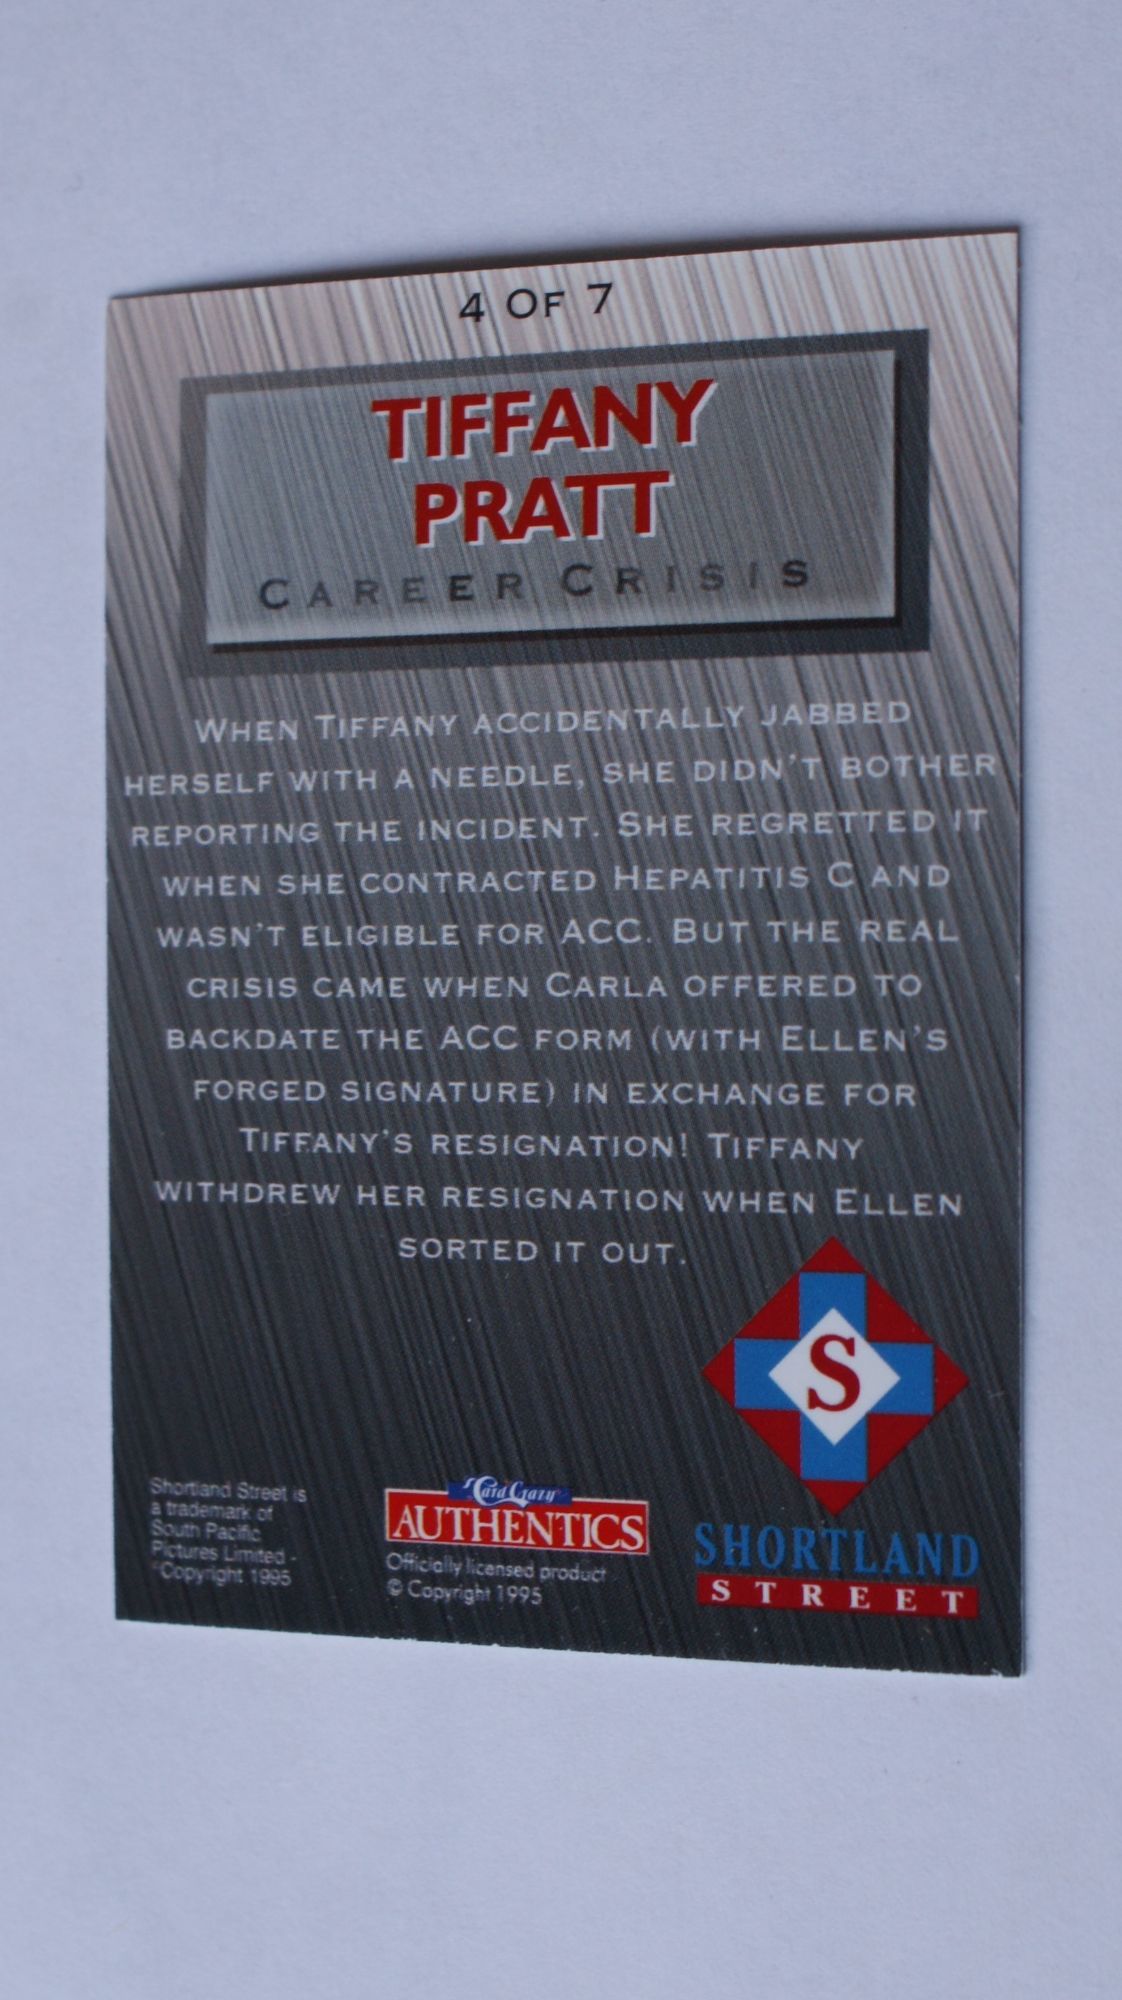 4 OF 7
TIFFANY
PRATT
CAREER CRISIS
WHEN TIFFANY ACCIDENTALLY JABBED
HERSELF WITH A NEEDLE, SHE DIDN'T BOTHER
REPORTING THE INCIDENT. SHE REGRETTED IT
WHEN SHE CONTRACTED HEPATITIS C AND
WASN'T ELIGIBLE FOR ACC. BUT THE REAL
CRISIS CAME WHEN CARLA OFFERED TO
BACKDATE THE ACC FORM (WITH ELLEN'S
FORGED SIGNATURE) IN EXCHANGE FOR
TIFFANY'S RESIGNATION! TIFFANY
WITHDREW HER RESIGNATION WHEN ELLEN
SORTED IT OUT.
Shortland Street is
a trademark of
South Pacific
Pictures Limited -
©Copyright 1995
Card Crazy
AUTHENTICS
Officially licensed product
© Copyright 1995
S
SHORTLAND
STREET